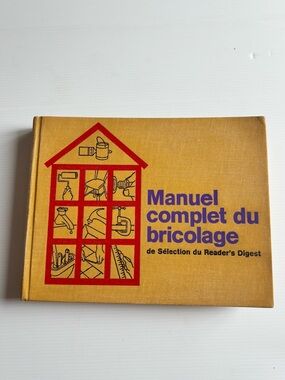 Manuel
complet du
bricolage
de Sélection du Reader's Digest